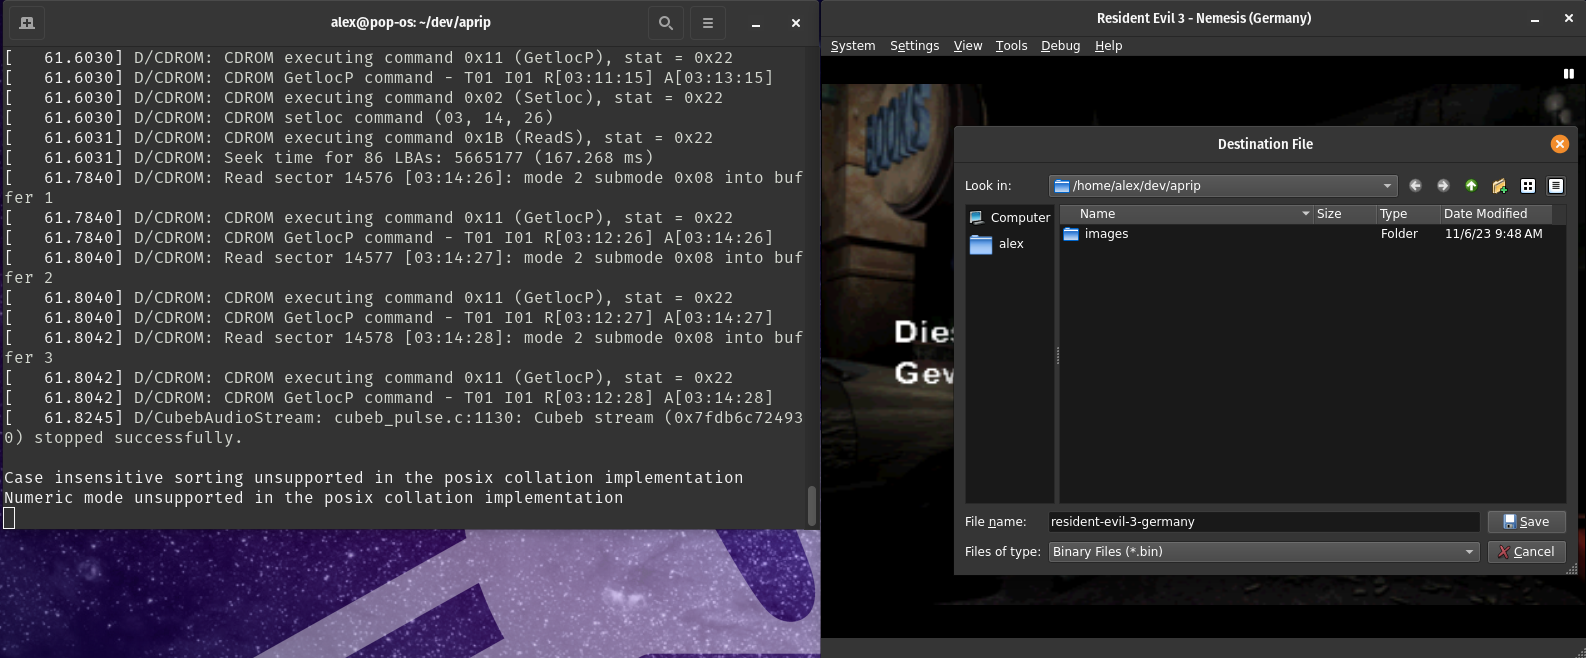 alex@pop-os: ~/dev/aprip
[   61.6030] D/CDROM: CDROM executing command 0x11 (GetlocP), stat = 0x22
[   61.6030] D/CDROM: CDROM GetlocP command - T01 I01 R[03:11:15] A[03:13:15]
[   61.6030] D/CDROM: CDROM executing command 0x02 (Setloc), stat = 0x22
[   61.6030] D/CDROM: CDROM setloc command (03, 14, 26)
[   61.6031] D/CDROM: CDROM executing command 0x1B (ReadS), stat = 0x22
[   61.6031] D/CDROM: Seek time for 86 LBAs: 5665177 (167.268 ms)
[   61.7840] D/CDROM: Read sector 14576 [03:14:26]: mode 2 submode 0x08 into buf
fer 1
[   61.7840] D/CDROM: CDROM executing command 0x11 (GetlocP), stat = 0x22
[   61.7840] D/CDROM: CDROM GetlocP command - T01 I01 R[03:12:26] A[03:14:26]
[   61.8040] D/CDROM: Read sector 14577 [03:14:27]: mode 2 submode 0x08 into buf
fer 2
[   61.8040] D/CDROM: CDROM executing command 0x11 (GetlocP), stat = 0x22
[   61.8040] D/CDROM: CDROM GetlocP command - T01 I01 R[03:12:27] A[03:14:27]
[   61.8042] D/CDROM: Read sector 14578 [03:14:28]: mode 2 submode 0x08 into buf
fer 3
[   61.8042] D/CDROM: CDROM executing command 0x11 (GetlocP), stat = 0x22
[   61.8042] D/CDROM: CDROM GetlocP command - T01 I01 R[03:12:28] A[03:14:28]
[   61.8245] D/CubebAudioStream: cubeb_pulse.c:1130: Cubeb stream (0x7fdb6c72493
0) stopped successfully.
Case insensitive sorting unsupported in the posix collation implementation
Numeric mode unsupported in the posix collation implementation
Resident Evil 3 - Nemesis (Germany)
System Settings View Tools Debug Help
Dies
Gew
Destination File
Look in: /home/alex/dev/aprip
Computer
alex
Name Size Type Date Modified
images Folder 11/6/23 9:48 AM
File name: resident-evil-3-germany Save
Files of type: Binary Files (*.bin) Cancel